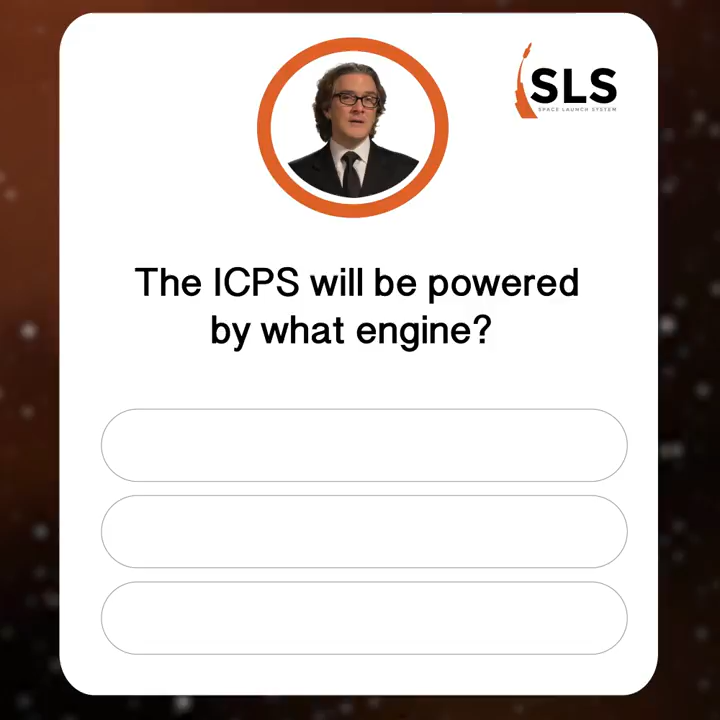 SLS
SPACE LAUNCH SYSTEM
The ICPS will be powered
by what engine?